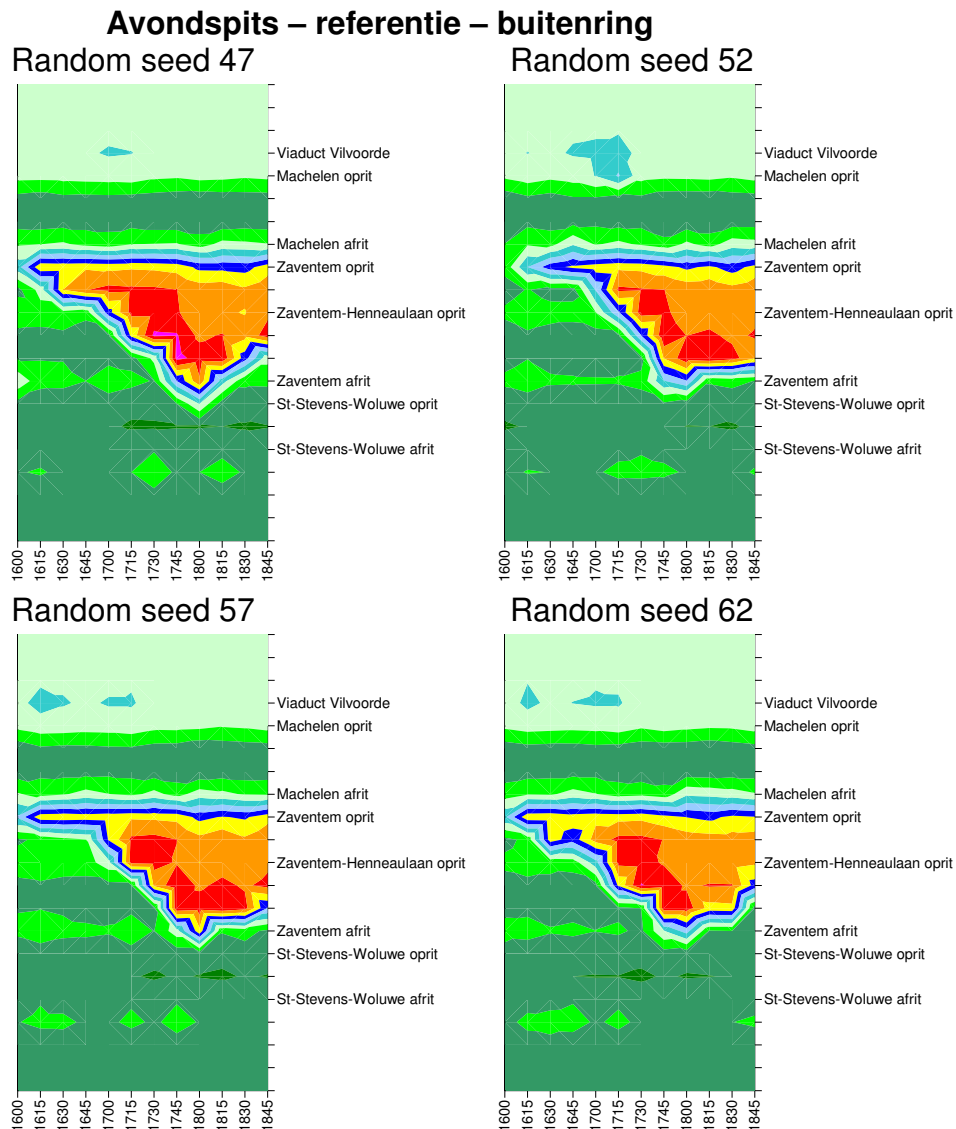 Avondspits – referentie – buitenring
Random seed 47
Viaduct Vilvoorde
Machelen oprit
Machelen afrit
Zaventem oprit
Zaventem-Henneaulaan oprit
Zaventem afrit
St-Stevens-Woluwe oprit
St-Stevens-Woluwe afrit
1600 1615 1630 1645 1700 1715 1730 1745 1800 1815 1830 1845
Random seed 52
Viaduct Vilvoorde
Machelen oprit
Machelen afrit
Zaventem oprit
Zaventem-Henneaulaan oprit
Zaventem afrit
St-Stevens-Woluwe oprit
St-Stevens-Woluwe afrit
1600 1615 1630 1645 1700 1715 1730 1745 1800 1815 1830 1845
Random seed 57
Viaduct Vilvoorde
Machelen oprit
Machelen afrit
Zaventem oprit
Zaventem-Henneaulaan oprit
Zaventem afrit
St-Stevens-Woluwe oprit
St-Stevens-Woluwe afrit
1600 1615 1630 1645 1700 1715 1730 1745 1800 1815 1830 1845
Random seed 62
Viaduct Vilvoorde
Machelen oprit
Machelen afrit
Zaventem oprit
Zaventem-Henneaulaan oprit
Zaventem afrit
St-Stevens-Woluwe oprit
St-Stevens-Woluwe afrit
1600 1615 1630 1645 1700 1715 1730 1745 1800 1815 1830 1845